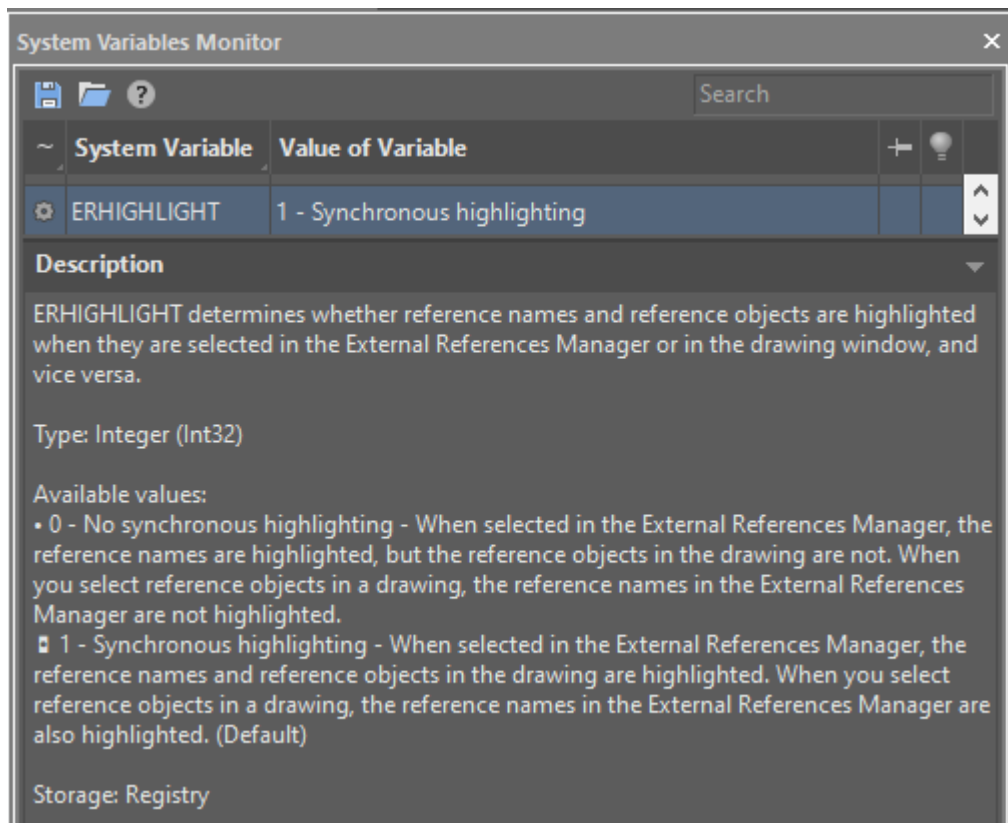 System Variables Monitor
Search
~ System Variable Value of Variable
ERHIGHLIGHT 1 - Synchronous highlighting
Description
ERHIGHLIGHT determines whether reference names and reference objects are highlighted
when they are selected in the External References Manager or in the drawing window, and
vice versa.
Type: Integer (Int32)
Available values:
• 0 - No synchronous highlighting - When selected in the External References Manager, the
reference names are highlighted, but the reference objects in the drawing are not. When
you select reference objects in a drawing, the reference names in the External References
Manager are not highlighted.
1 - Synchronous highlighting - When selected in the External References Manager, the
reference names and reference objects in the drawing are highlighted. When you select
reference objects in a drawing, the reference names in the External References Manager are
also highlighted. (Default)
Storage: Registry